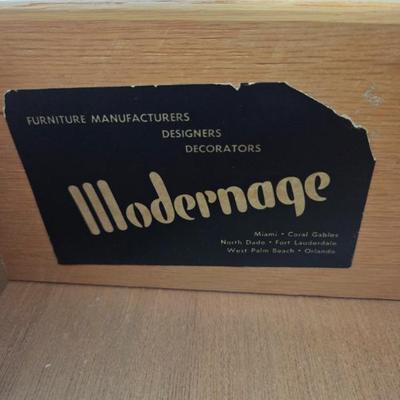 FURNITURE MANUFACTURERS
DESIGNERS
DECORATORS
Modernage
Miami • Coral Gables
North Dade • Fort Lauderdale
West Palm Beach • Orlando